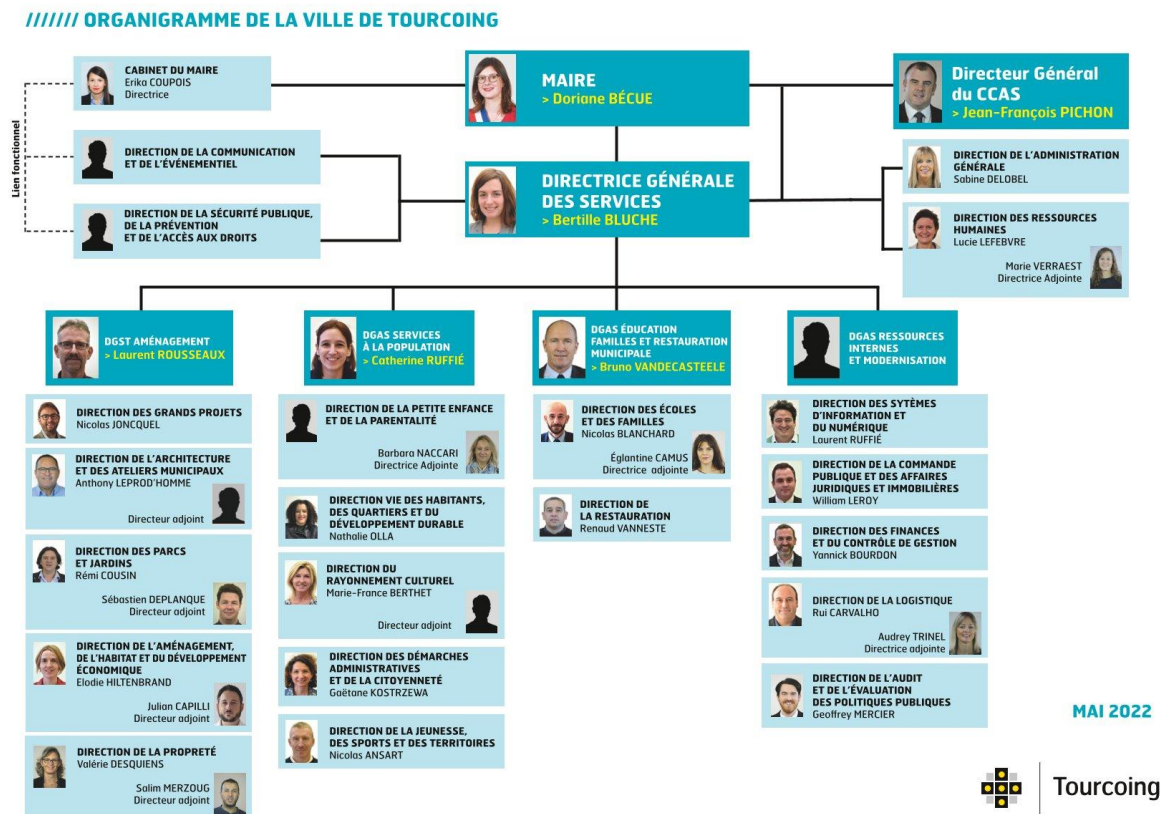 /////// ORGANIGRAMME DE LA VILLE DE TOURCOING
CABINET DU MAIRE
Erika COUPOIS
Directrice
MAIRE
> Doriane BÉCUE
Directeur Général
du CCAS
> Jean-François PICHON
Lien fonctionnel
DIRECTION DE LA COMMUNICATION
ET DE L'ÉVÉNEMENTIEL
DIRECTION DE LA SÉCURITÉ PUBLIQUE,
DE LA PRÉVENTION
ET DE L'ACCÈS AUX DROITS
DIRECTRICE GÉNÉRALE
DES SERVICES
> Bertille BLUCHE
DIRECTION DE L'ADMINISTRATION
GÉNÉRALE
Sabine DELOBEL
DIRECTION DES RESSOURCES
HUMAINES
Lucie LEFEBVRE
Marie VERRAEST
Directrice Adjointe
DGST AMÉNAGEMENT
> Laurent ROUSSEAUX
DIRECTION DES GRANDS PROJETS
Nicolas JONCQUEL
DIRECTION DE L'ARCHITECTURE
ET DES ATELIERS MUNICIPAUX
Anthony LEPROD'HOMME
Directeur adjoint
DIRECTION DES PARCS
ET JARDINS
Rémi COUSIN
Sébastien DEPLANQUE
Directeur adjoint
DIRECTION DE L'AMÉNAGEMENT,
DE L'HABITAT ET DU DÉVELOPPEMENT
ÉCONOMIQUE
Elodie HILTENBRAND
Julian CAPILLI
Directeur adjoint
DIRECTION DE LA PROPRETÉ
Valérie DESQUIENS
Salim MERZOUG
Directeur adjoint
DGAS SERVICES
À LA POPULATION
> Catherine RUFFIÉ
DIRECTION DE LA PETITE ENFANCE
ET DE LA PARENTALITÉ
Barbara NACCARI
Directrice Adjointe
DIRECTION VIE DES HABITANTS,
DES QUARTIERS ET DU
DÉVELOPPEMENT DURABLE
Nathalie OLLA
DIRECTION DU
RAYONNEMENT CULTUREL
Marie-France BERTHET
Directeur adjoint
DIRECTION DES DÉMARCHES
ADMINISTRATIVES
ET DE LA CITOYENNETÉ
Gaëtane KOSTRZEWA
DIRECTION DE LA JEUNESSE,
DES SPORTS ET DES TERRITOIRES
Nicolas ANSART
DGAS ÉDUCATION
FAMILLES ET RESTAURATION
MUNICIPALE
> Bruno VANDECASTEELE
DIRECTION DES ÉCOLES
ET DES FAMILLES
Nicolas BLANCHARD
Églantine CAMUS
Directrice adjointe
DIRECTION DE
LA RESTAURATION
Renaud VANNESTE
DGAS RESSOURCES
INTERNES
ET MODERNISATION
DIRECTION DES SYTÈMES
D'INFORMATION ET
DU NUMÉRIQUE
Laurent RUFFIÉ
DIRECTION DE LA COMMANDE
PUBLIQUE ET DES AFFAIRES
JURIDIQUES ET IMMOBILIÈRES
William LEROY
DIRECTION DES FINANCES
ET DU CONTRÔLE DE GESTION
Yannick BOURDON
DIRECTION DE LA LOGISTIQUE
Rui CARVALHO
Audrey TRINEL
Directrice adjointe
DIRECTION DE L'AUDIT
ET DE L'ÉVALUATION
DES POLITIQUES PUBLIQUES
Geoffrey MERCIER
MAI 2022
Tourcoing